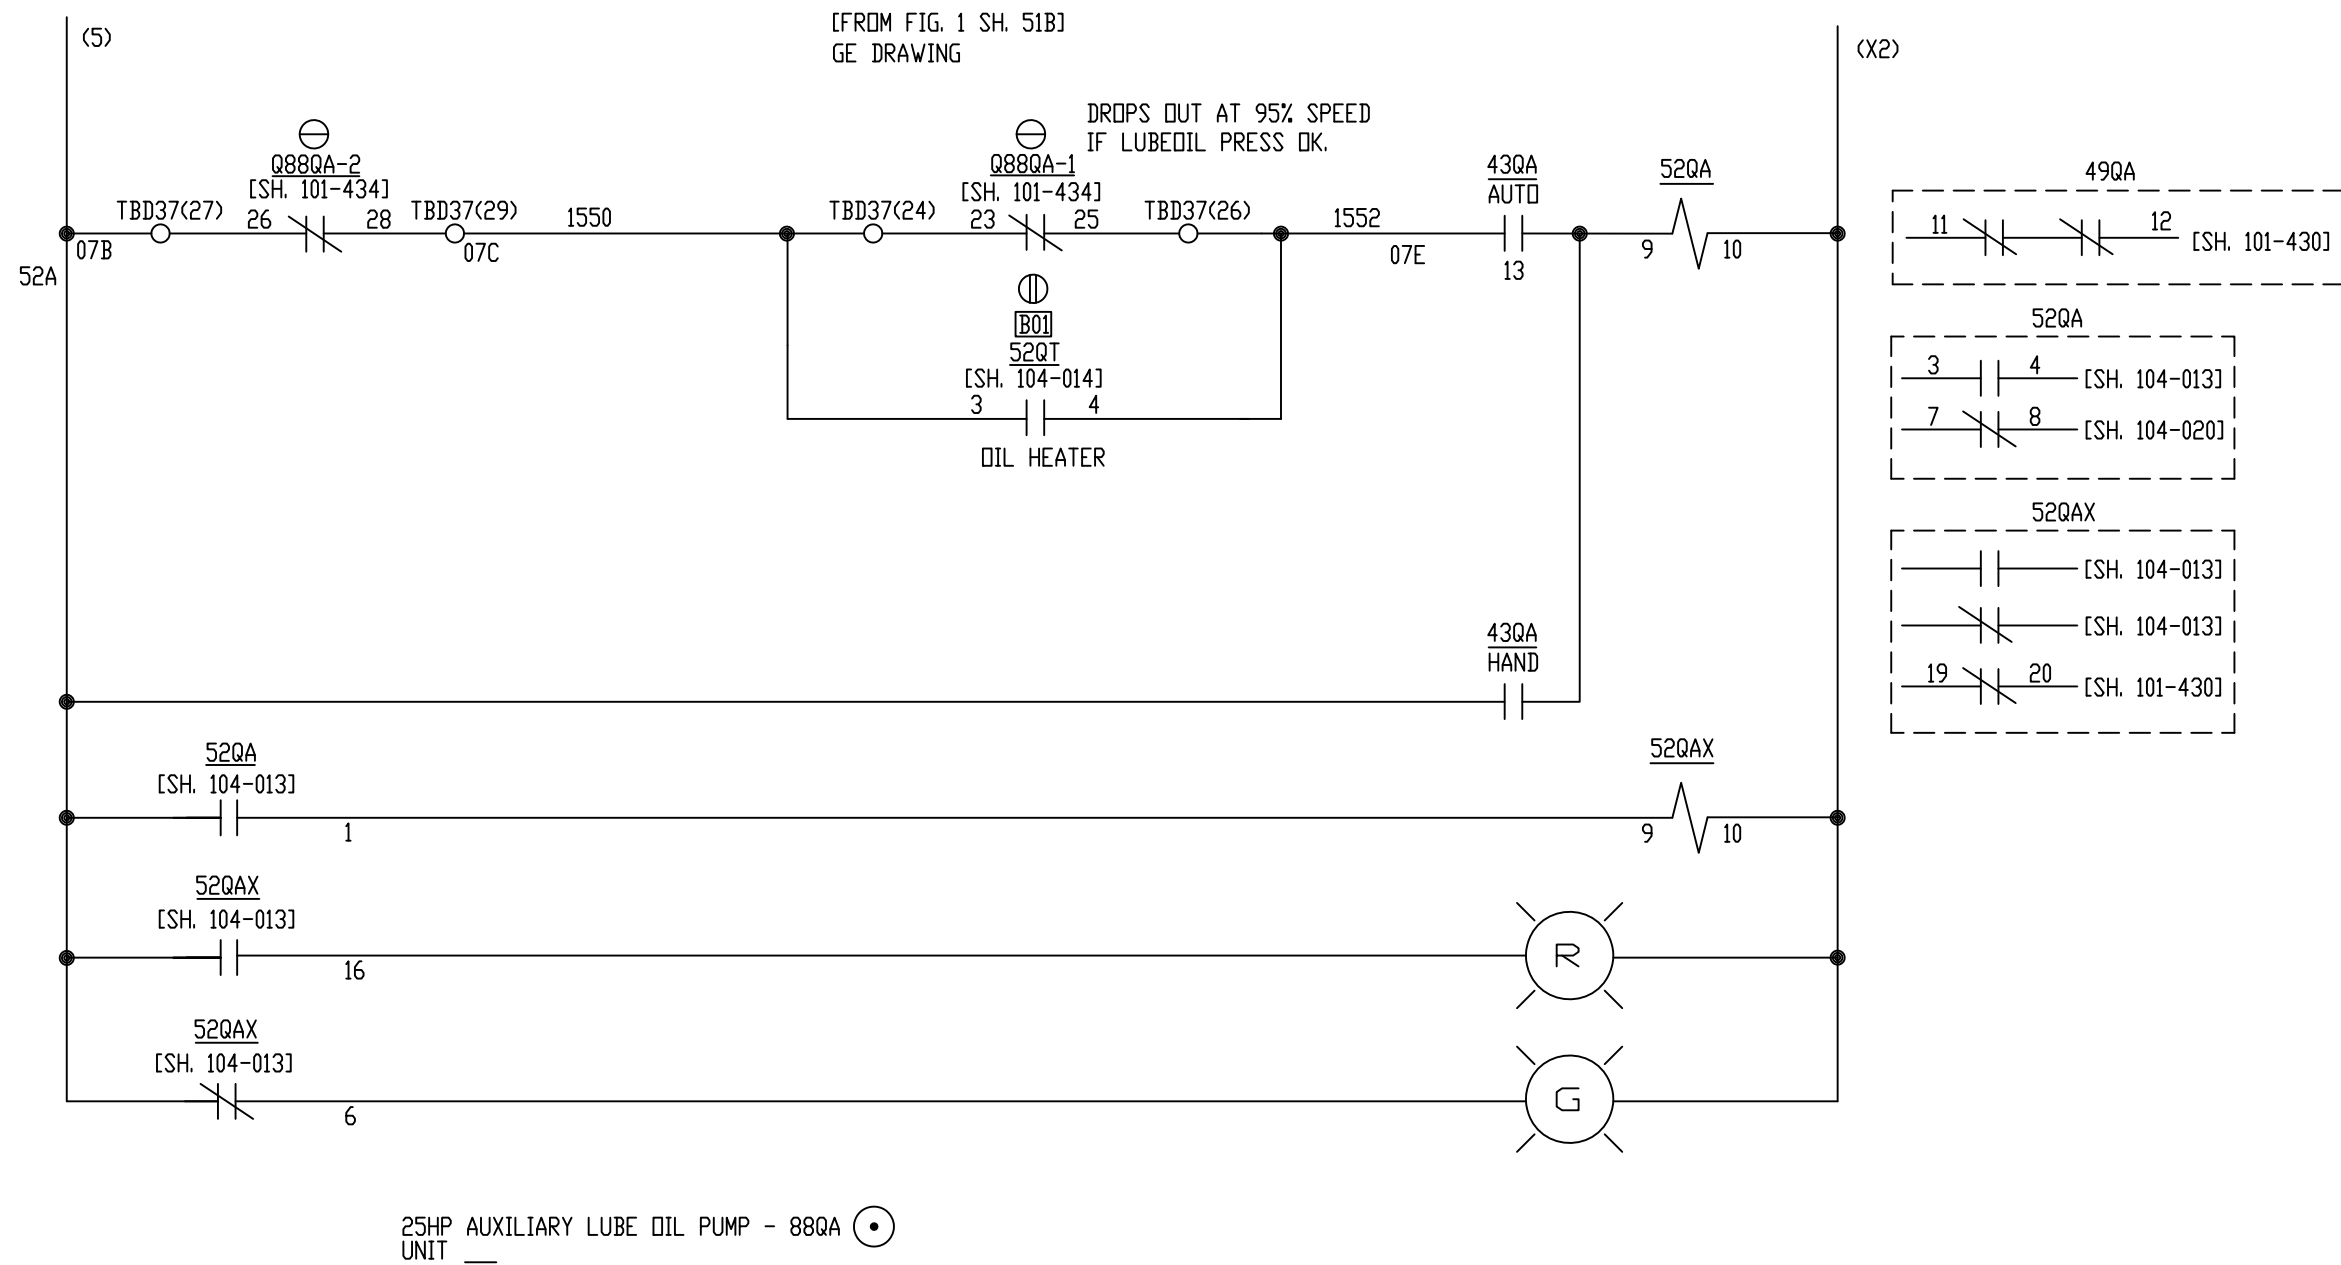 [FROM FIG. 1 SH. 51B]
GE DRAWING
(5)
(X2)
DROPS OUT AT 95% SPEED
IF LUBEOIL PRESS OK.
Q88QA-2
[SH. 101-434]
TBD37(27)
26
28
TBD37(29)
1550
07B
07C
52A
Q88QA-1
[SH. 101-434]
TBD37(24)
23
25
TBD37(26)
1552
07E
43QA
AUTO
13
52QA
9
10
B01
52QT
[SH. 104-014]
3
4
OIL HEATER
43QA
HAND
52QA
[SH. 104-013]
1
52QAX
9
10
52QAX
[SH. 104-013]
16
R
52QAX
[SH. 104-013]
6
G
49QA
11
12
[SH. 101-430]
52QA
3
4
[SH. 104-013]
7
8
[SH. 104-020]
52QAX
[SH. 104-013]
[SH. 104-013]
19
20
[SH. 101-430]
25HP AUXILIARY LUBE OIL PUMP - 88QA
UNIT __